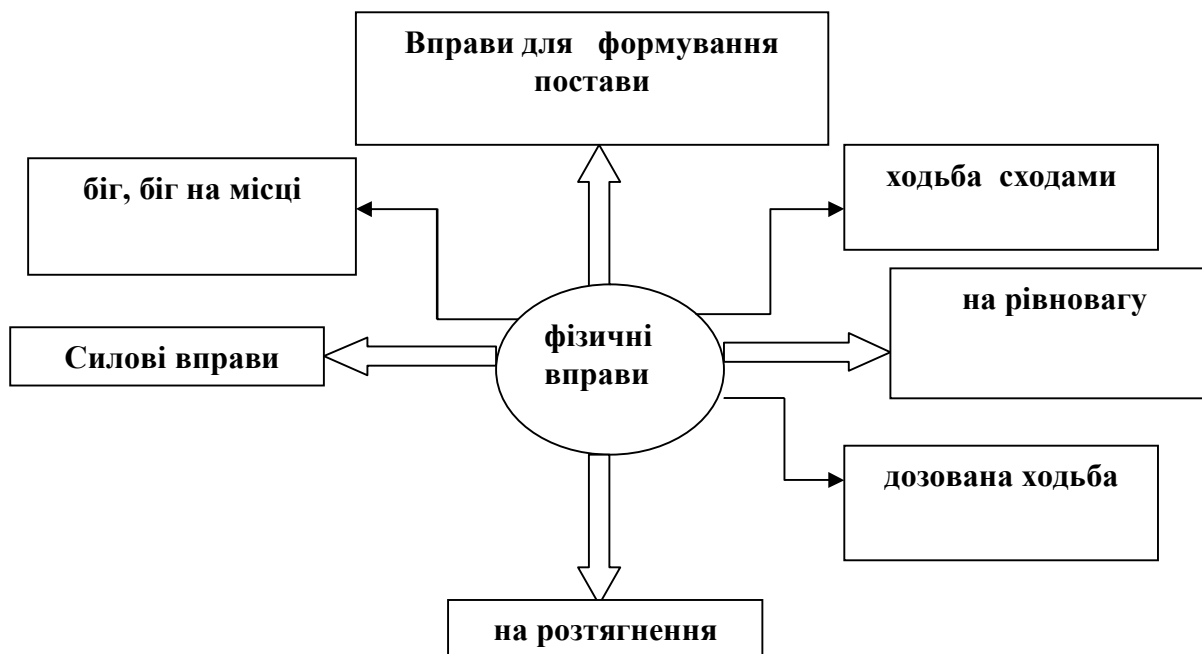 Вправи для формування
постави
біг, біг на місці
ходьба сходами
на рівновагу
Силові вправи
фізичні
вправи
дозована ходьба
на розтягнення